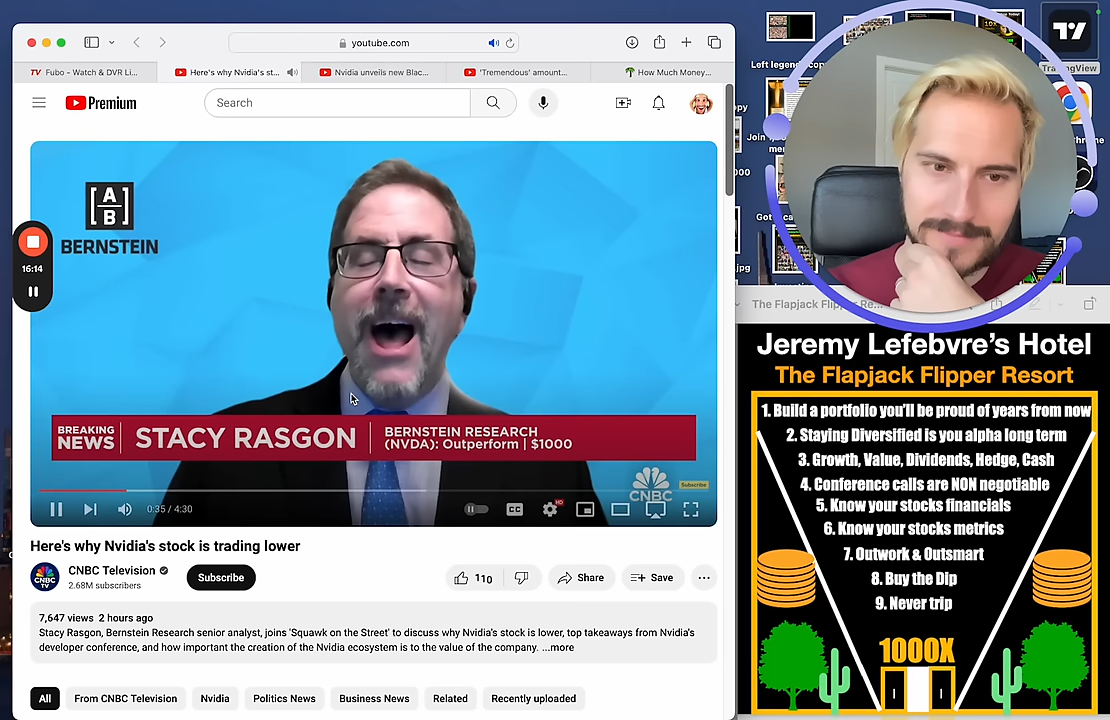 youtube.com
Fubo - Watch & DVR Li...
Here's why Nvidia's st...
Nvidia unveils new Blac...
'Tremendous' amount...
How Much Money...
Premium
Search
[A
B]
BERNSTEIN
16:14
BREAKING
NEWS
STACY RASGON
BERNSTEIN RESEARCH
(NVDA): Outperform | $1000
CNBC
Subscribe
0:35 / 4:30
CC
HD
Here's why Nvidia's stock is trading lower
CNBC Television
2.68M subscribers
Subscribe
110
Share
Save
7,647 views 2 hours ago
Stacy Rasgon, Bernstein Research senior analyst, joins 'Squawk on the Street' to discuss why Nvidia's stock is lower, top takeaways from Nvidia's
developer conference, and how important the creation of the Nvidia ecosystem is to the value of the company. ...more
All
From CNBC Television
Nvidia
Politics News
Business News
Related
Recently uploaded
TradingView
The Flapjack Flipper Re...
Jeremy Lefebvre's Hotel
The Flapjack Flipper Resort
1. Build a portfolio you'll be proud of years from now
2. Staying Diversified is you alpha long term
3. Growth, Value, Dividends, Hedge, Cash
4. Conference calls are NON negotiable
5. Know your stocks financials
6. Know your stocks metrics
7. Outwork & Outsmart
8. Buy the Dip
9. Never trip
1000X